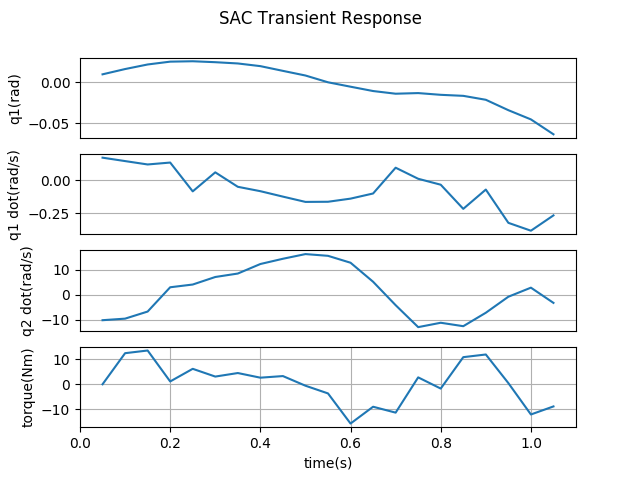 SAC Transient Response
q1(rad)
0.00
−0.05
q1 dot(rad/s)
0.00
−0.25
q2 dot(rad/s)
10
0
−10
torque(Nm)
10
0
−10
0.0 0.2 0.4 0.6 0.8 1.0
time(s)